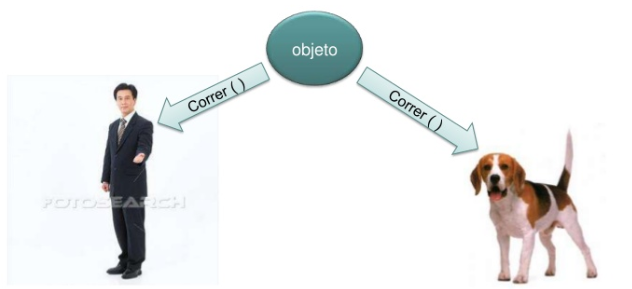 objeto
Correr ( )
Correr ( )
FOTOSEARCH